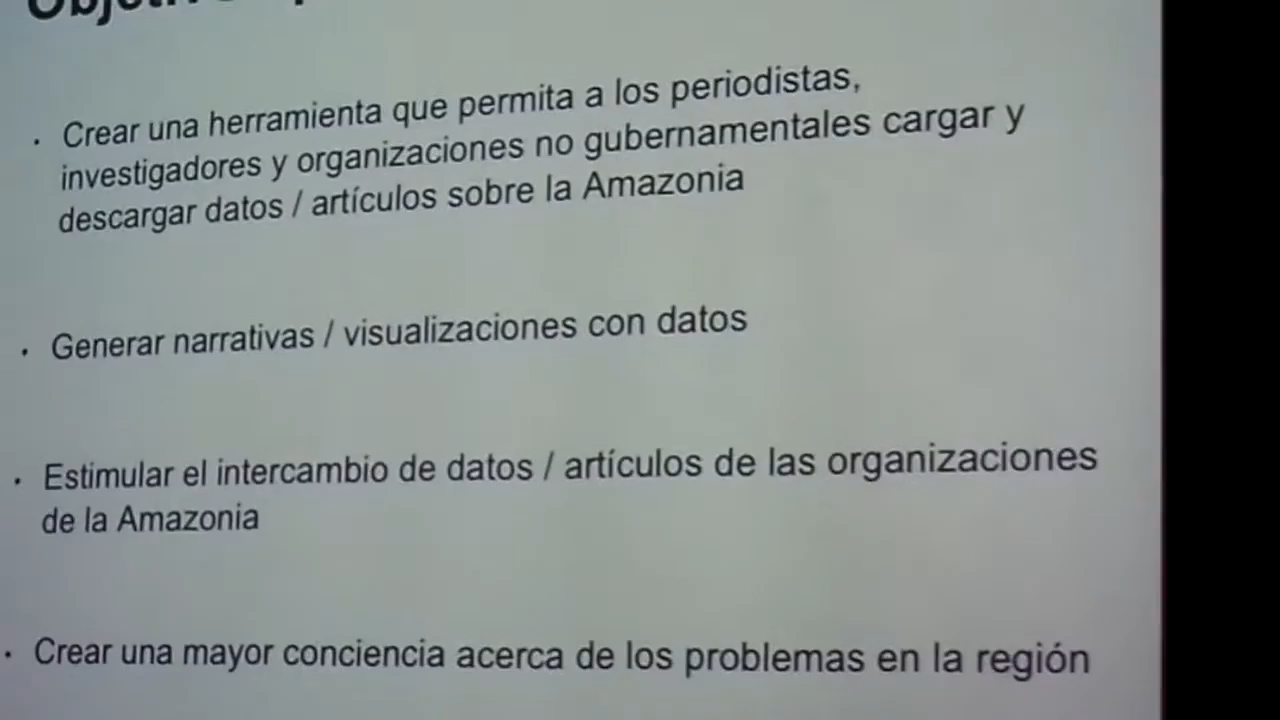 · Crear una herramienta que permita a los periodistas,
investigadores y organizaciones no gubernamentales cargar y
descargar datos / artículos sobre la Amazonia
· Generar narrativas / visualizaciones con datos
· Estimular el intercambio de datos / artículos de las organizaciones
de la Amazonia
· Crear una mayor conciencia acerca de los problemas en la región